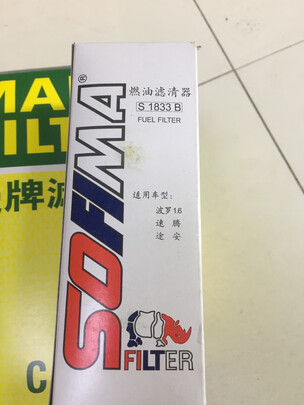 燃油滤清器
S 1833 B
FUEL FILTER
SOFIMA®
适用车型：
波罗 1.6
速腾
途安
FILTER
MA
ILT
牌滤
C